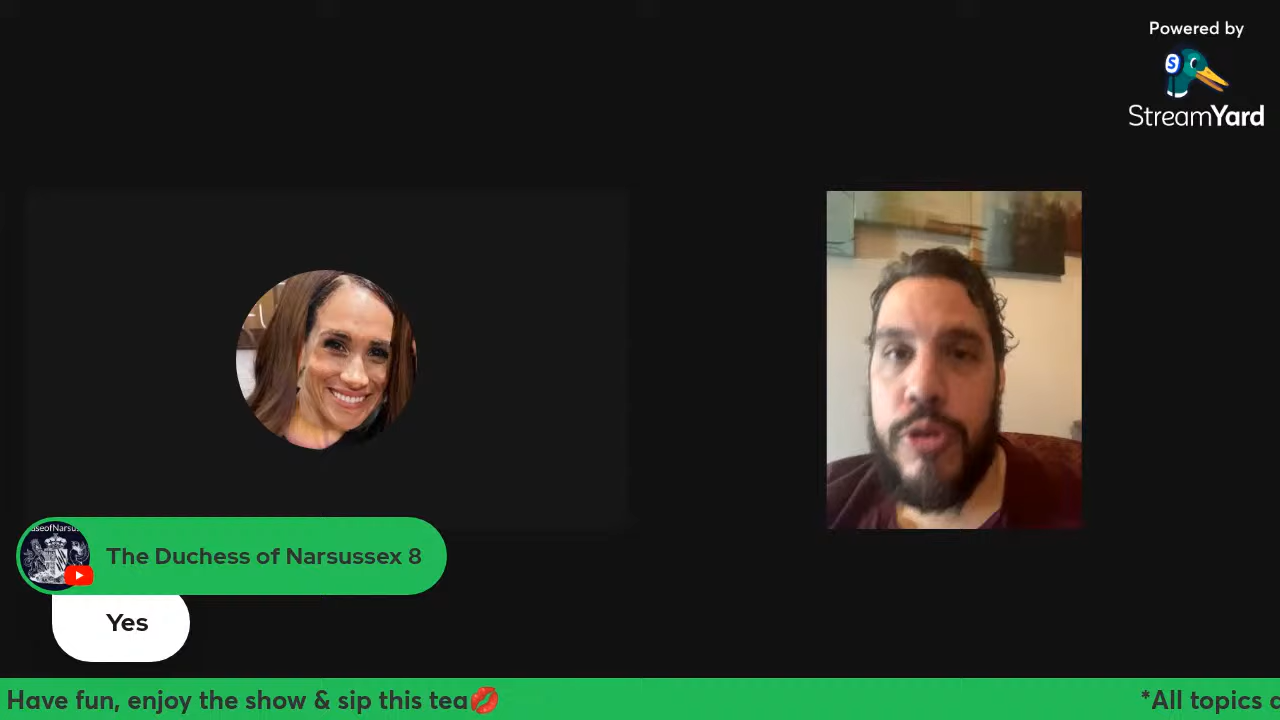 Powered by
S
StreamYard
useofNarsus
The Duchess of Narsussex 8
Yes
Have fun, enjoy the show & sip this tea💋
*All topics